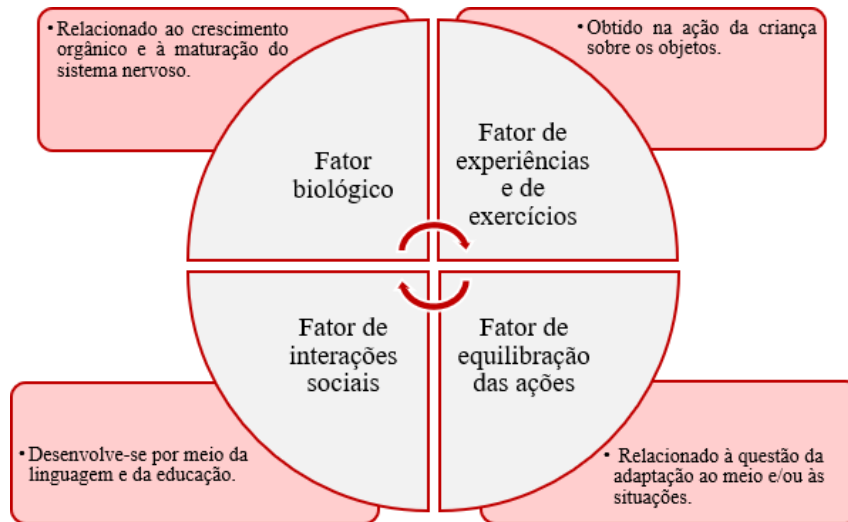 • Relacionado ao crescimento
orgânico e à maturação do
sistema nervoso.
• Obtido na ação da criança
sobre os objetos.
Fator
biológico
Fator de
experiências
e de
exercícios
Fator de
interações
sociais
Fator de
equilibração
das ações
• Desenvolve-se por meio da
linguagem e da educação.
• Relacionado à questão da
adaptação ao meio e/ou às
situações.